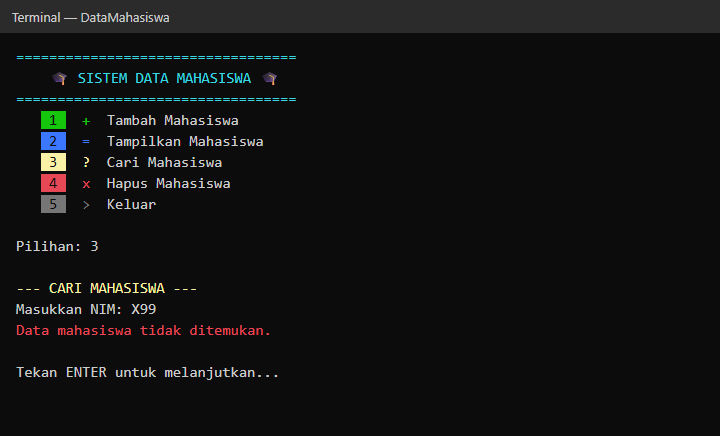 Terminal — DataMahasiswa
==================================
🎓 SISTEM DATA MAHASISWA 🎓
==================================
1 + Tambah Mahasiswa
2 = Tampilkan Mahasiswa
3 ? Cari Mahasiswa
4 x Hapus Mahasiswa
5 > Keluar
Pilihan: 3
--- CARI MAHASISWA ---
Masukkan NIM: X99
Data mahasiswa tidak ditemukan.
Tekan ENTER untuk melanjutkan...